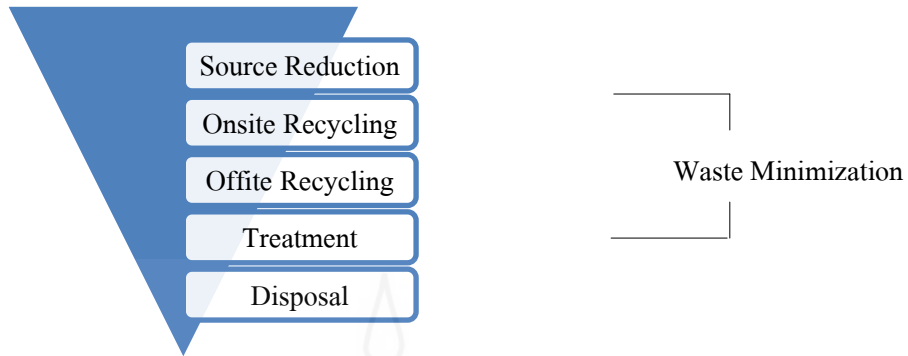 Source Reduction
Onsite Recycling
Offite Recycling
Waste Minimization
Treatment
Disposal